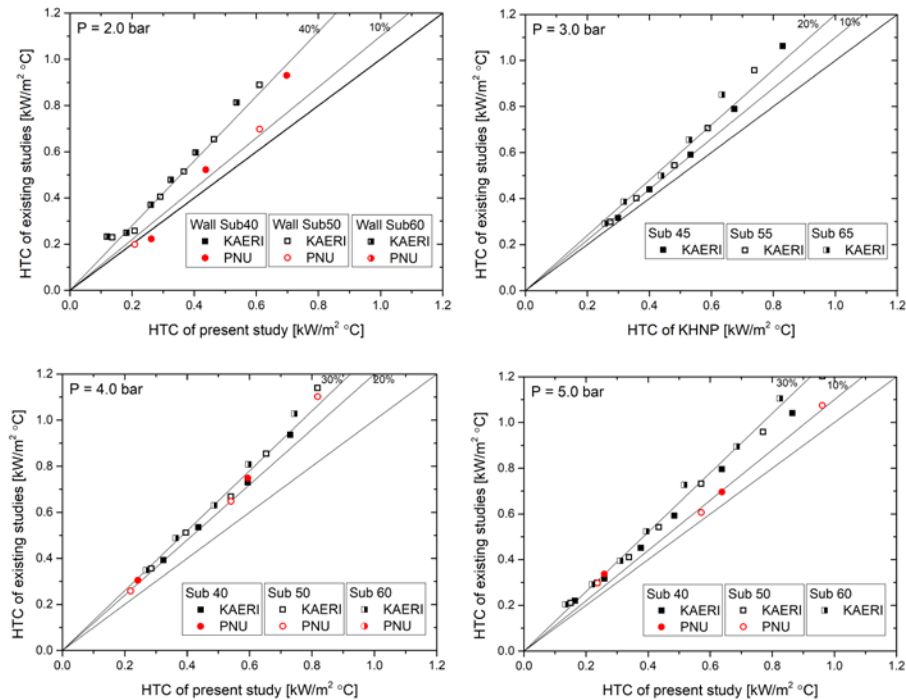 P = 2.0 bar
40%
10%
HTC of existing studies [kW/m² °C]
1.2
1.0
0.8
0.6
0.4
0.2
0.0
Wall Sub40
KAERI
PNU
Wall Sub50
KAERI
PNU
Wall Sub60
KAERI
PNU
0.0 0.2 0.4 0.6 0.8 1.0 1.2
HTC of present study [kW/m² °C]
P = 3.0 bar
20%
10%
HTC of existing studies [kW/m² °C]
1.2
1.0
0.8
0.6
0.4
0.2
0.0
Sub 45
KAERI
Sub 55
KAERI
Sub 65
KAERI
0.0 0.2 0.4 0.6 0.8 1.0 1.2
HTC of KHNP [kW/m² °C]
P = 4.0 bar
30%
20%
HTC of existing studies [kW/m² °C]
1.2
1.0
0.8
0.6
0.4
0.2
0.0
Sub 40
KAERI
PNU
Sub 50
KAERI
PNU
Sub 60
KAERI
PNU
0.0 0.2 0.4 0.6 0.8 1.0 1.2
HTC of present study [kW/m² °C]
P = 5.0 bar
30%
10%
HTC of existing studies [kW/m² °C]
1.2
1.0
0.8
0.6
0.4
0.2
0.0
Sub 40
KAERI
PNU
Sub 50
KAERI
PNU
Sub 60
KAERI
0.0 0.2 0.4 0.6 0.8 1.0 1.2
HTC of present study [kW/m² °C]